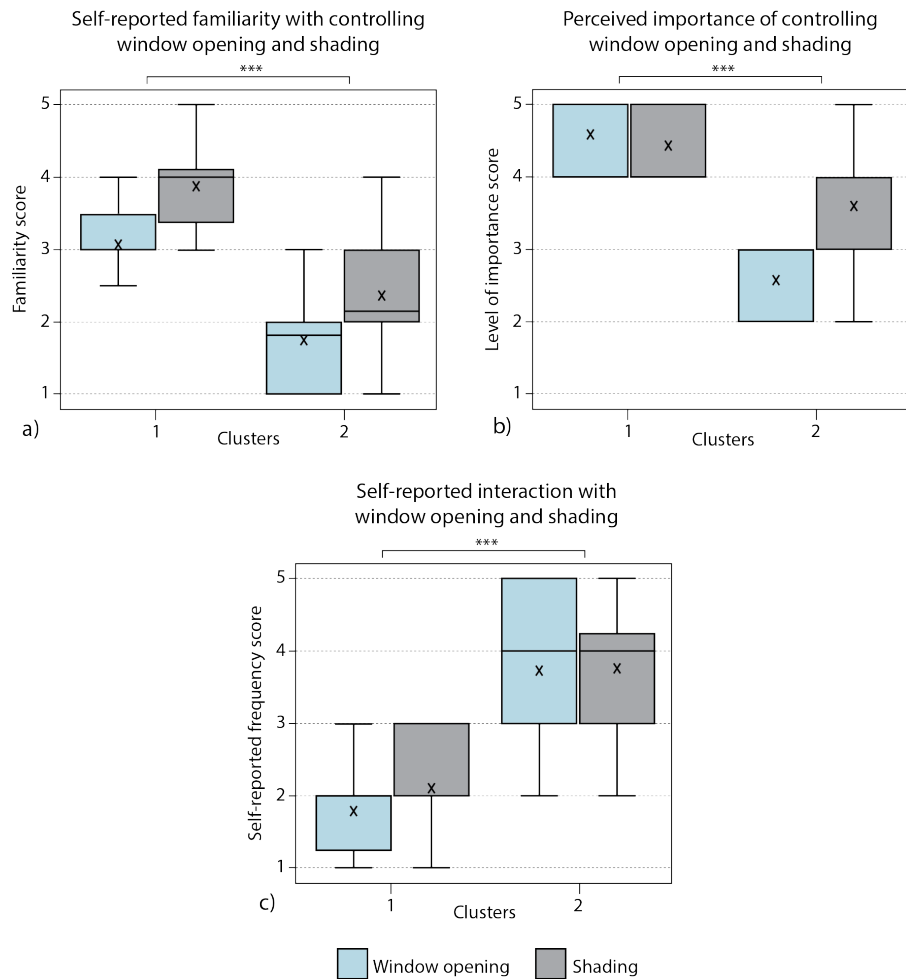 Self-reported familiarity with controlling
window opening and shading
***
5
4
3
2
1
Familiarity score
1
2
Clusters
a)
Perceived importance of controlling
window opening and shading
***
5
4
3
2
1
Level of importance score
1
2
Clusters
b)
Self-reported interaction with
window opening and shading
***
5
4
3
2
1
Self-reported frequency score
1
2
Clusters
c)
Window opening
Shading